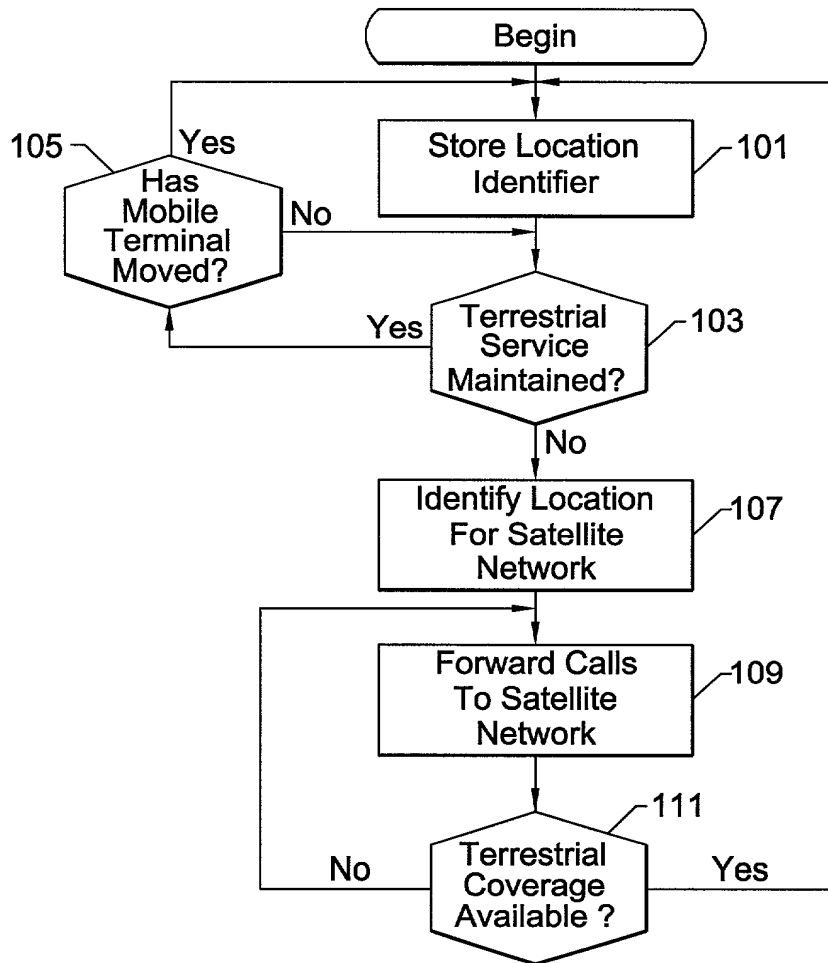 Begin
Yes
105
Store Location
Identifier
101
Has
Mobile
Terminal
Moved?
No
Yes
Terrestrial
Service
Maintained?
103
No
Identify Location
For Satellite
Network
107
Forward Calls
To Satellite
Network
109
111
Terrestrial
Coverage
Available ?
No
Yes